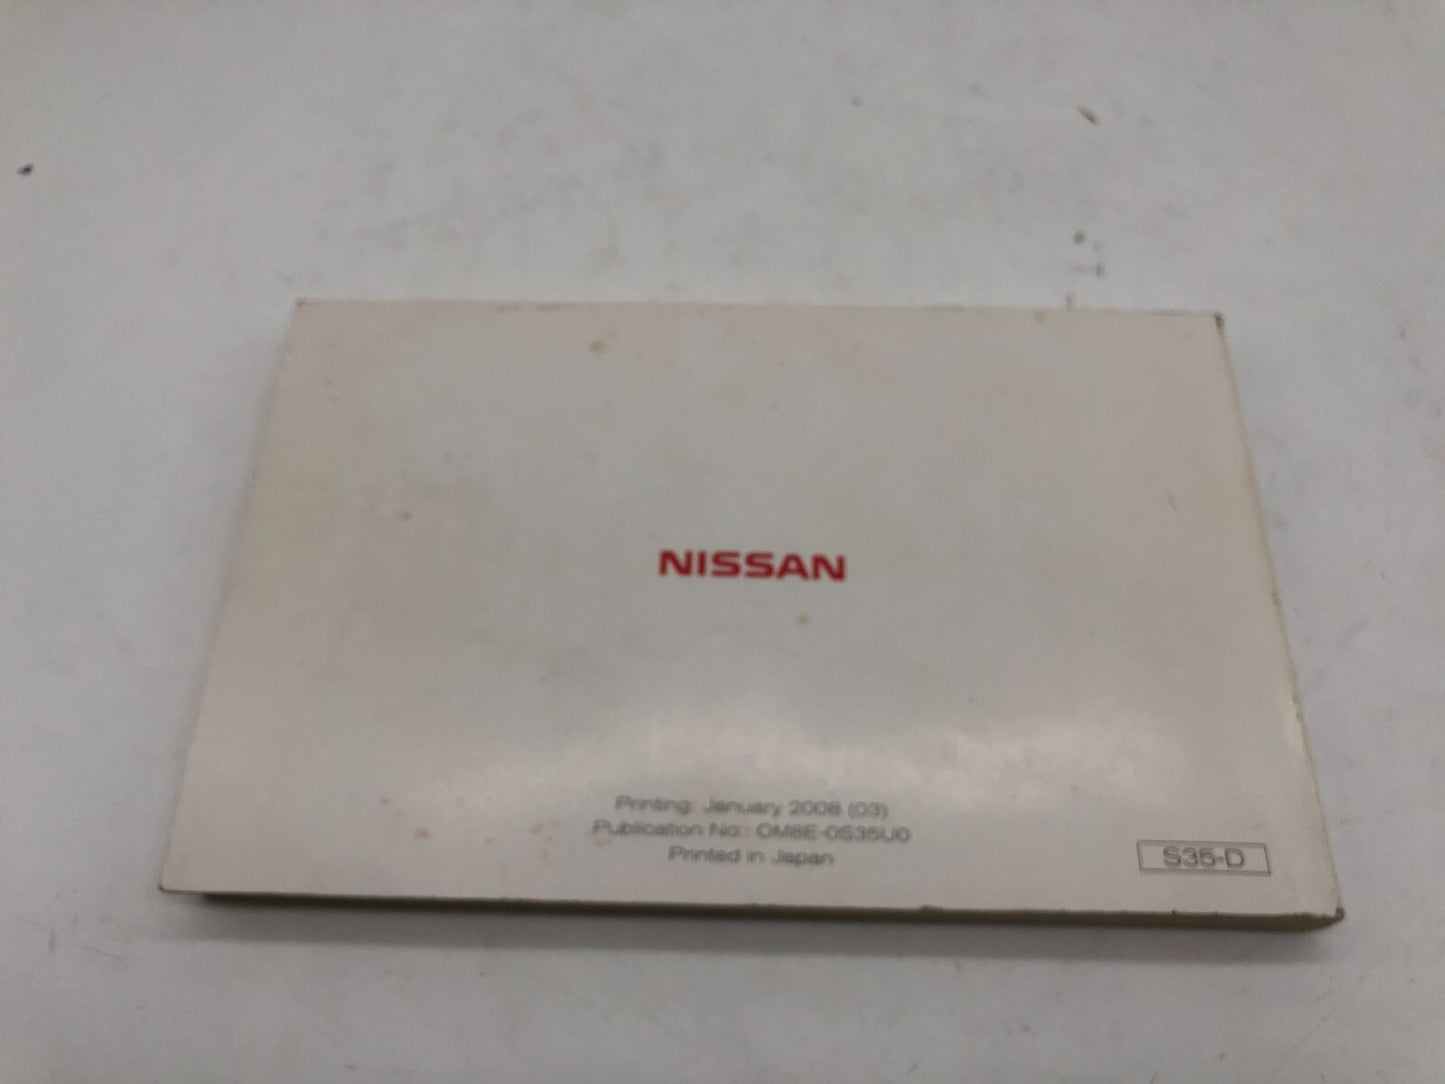 NISSAN
Printing: January 2008 (03)
Publication No.: OM8E-0S35U0
Printed in Japan
S35-D